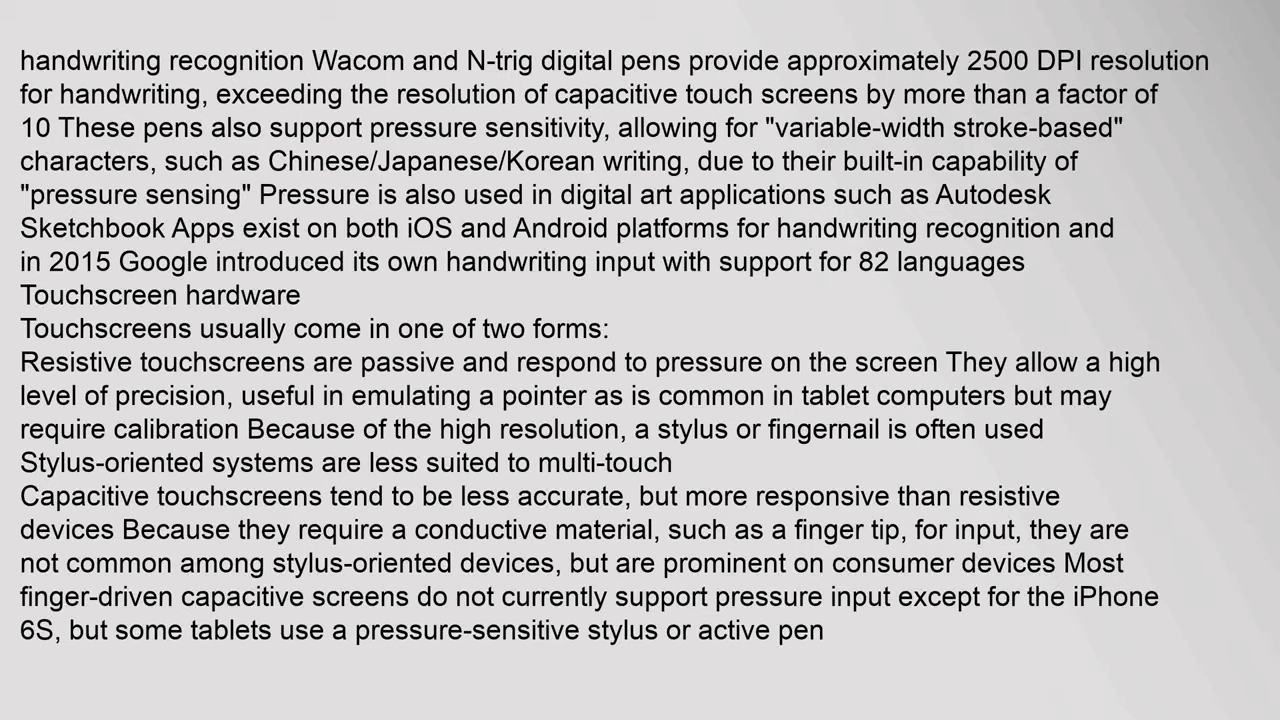 handwriting recognition Wacom and N-trig digital pens provide approximately 2500 DPI resolution
for handwriting, exceeding the resolution of capacitive touch screens by more than a factor of
10 These pens also support pressure sensitivity, allowing for "variable-width stroke-based"
characters, such as Chinese/Japanese/Korean writing, due to their built-in capability of
"pressure sensing" Pressure is also used in digital art applications such as Autodesk
Sketchbook Apps exist on both iOS and Android platforms for handwriting recognition and
in 2015 Google introduced its own handwriting input with support for 82 languages
Touchscreen hardware
Touchscreens usually come in one of two forms:
Resistive touchscreens are passive and respond to pressure on the screen They allow a high
level of precision, useful in emulating a pointer as is common in tablet computers but may
require calibration Because of the high resolution, a stylus or fingernail is often used
Stylus-oriented systems are less suited to multi-touch
Capacitive touchscreens tend to be less accurate, but more responsive than resistive
devices Because they require a conductive material, such as a finger tip, for input, they are
not common among stylus-oriented devices, but are prominent on consumer devices Most
finger-driven capacitive screens do not currently support pressure input except for the iPhone
6S, but some tablets use a pressure-sensitive stylus or active pen